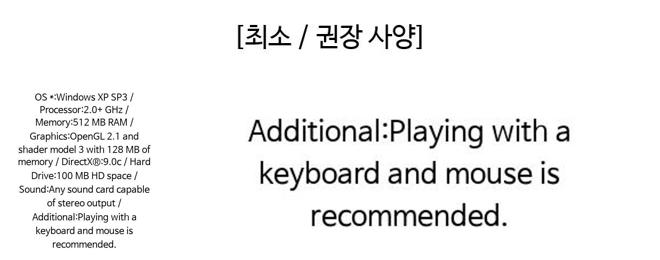 [최소 / 권장 사양]
OS *:Windows XP SP3 /
Processor:2.0+ GHz /
Memory:512 MB RAM /
Graphics:OpenGL 2.1 and
shader model 3 with 128 MB of
memory / DirectX®:9.0c / Hard
Drive:100 MB HD space /
Sound:Any sound card capable
of stereo output /
Additional:Playing with a
keyboard and mouse is
recommended.
Additional:Playing with a
keyboard and mouse is
recommended.